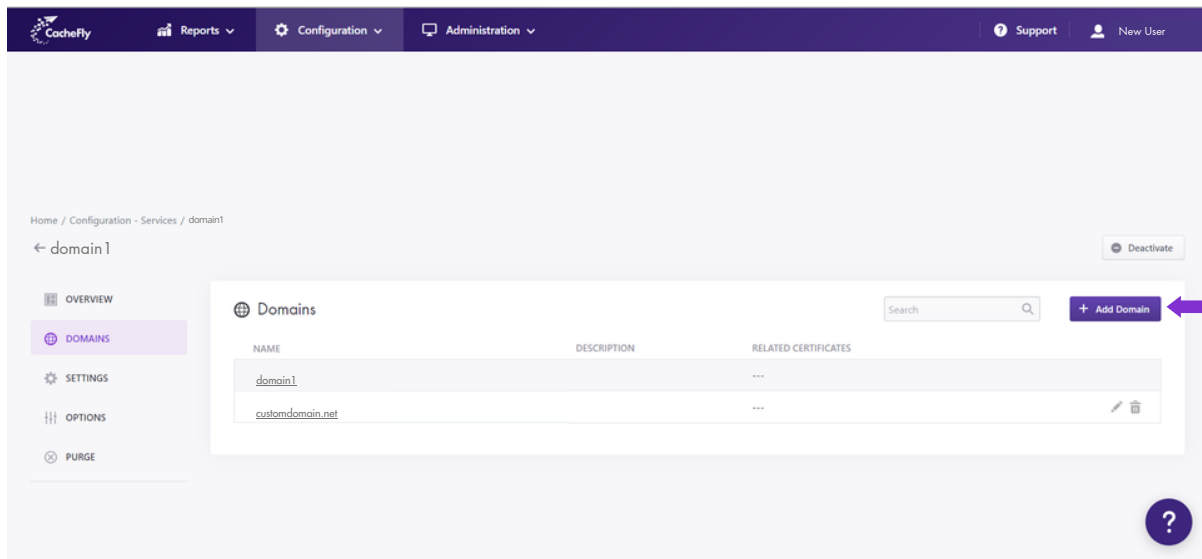 CacheFly Reports Configuration Administration Support New User
Home / Configuration - Services / domain1
← domain1 Deactivate
OVERVIEW
DOMAINS
SETTINGS
OPTIONS
PURGE
Domains Search + Add Domain
NAME DESCRIPTION RELATED CERTIFICATES
domain1 ---
customdomain.net ---
?